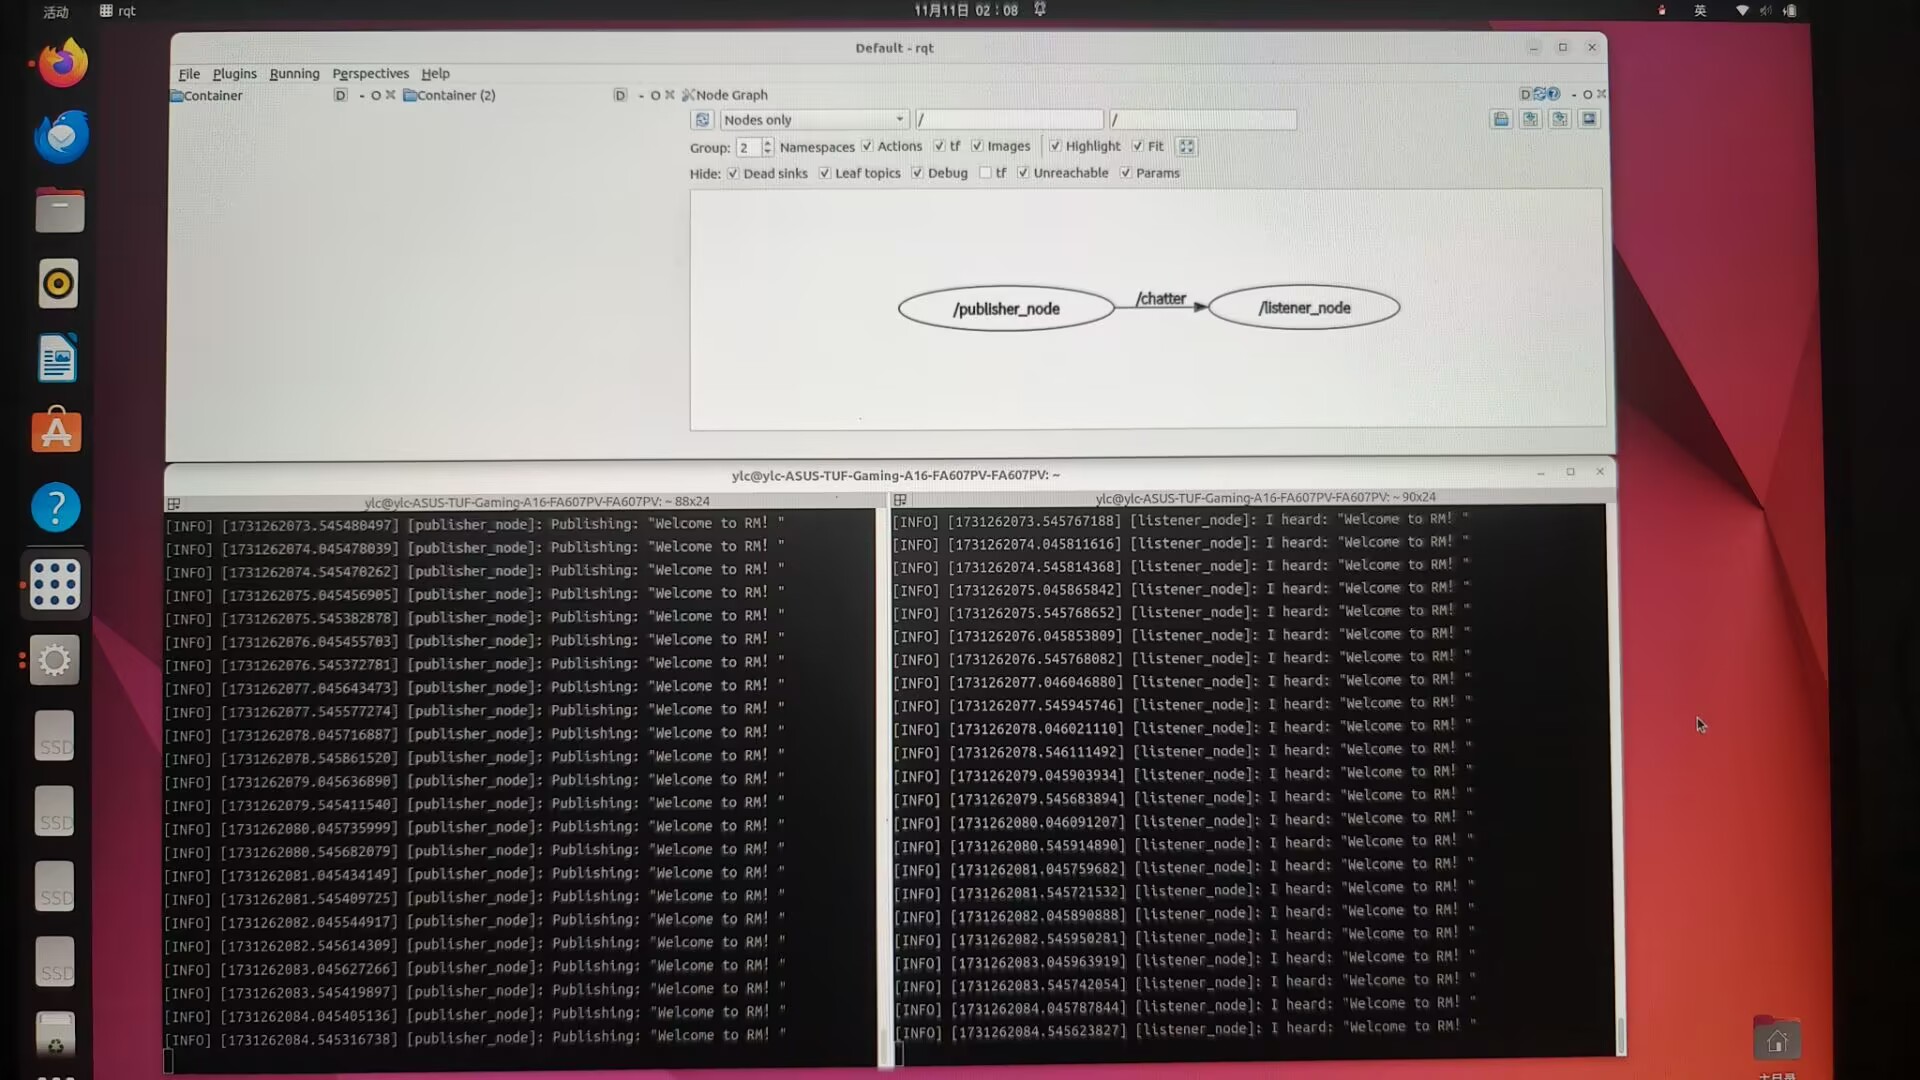 活动 rqt 11月11日 02:08 英
Default - rqt
File Plugins Running Perspectives Help
Container D - O × Container (2) D - O × Node Graph D - O ×
Nodes only / /
Group: 2 Namespaces Actions tf Images Highlight Fit
Hide: Dead sinks Leaf topics Debug tf Unreachable Params
/publisher_node /chatter /listener_node
ylc@ylc-ASUS-TUF-Gaming-A16-FA607PV-FA607PV: ~
ylc@ylc-ASUS-TUF-Gaming-A16-FA607PV-FA607PV: ~ 88x24
[INFO] [1731262073.545480497] [publisher_node]: Publishing: "Welcome to RM! "
[INFO] [1731262074.045478039] [publisher_node]: Publishing: "Welcome to RM! "
[INFO] [1731262074.545470262] [publisher_node]: Publishing: "Welcome to RM! "
[INFO] [1731262075.045456905] [publisher_node]: Publishing: "Welcome to RM! "
[INFO] [1731262075.545382878] [publisher_node]: Publishing: "Welcome to RM! "
[INFO] [1731262076.045455703] [publisher_node]: Publishing: "Welcome to RM! "
[INFO] [1731262076.545372781] [publisher_node]: Publishing: "Welcome to RM! "
[INFO] [1731262077.045643473] [publisher_node]: Publishing: "Welcome to RM! "
[INFO] [1731262077.545577274] [publisher_node]: Publishing: "Welcome to RM! "
[INFO] [1731262078.045716887] [publisher_node]: Publishing: "Welcome to RM! "
[INFO] [1731262078.545861520] [publisher_node]: Publishing: "Welcome to RM! "
[INFO] [1731262079.045636890] [publisher_node]: Publishing: "Welcome to RM! "
[INFO] [1731262079.545411540] [publisher_node]: Publishing: "Welcome to RM! "
[INFO] [1731262080.045735999] [publisher_node]: Publishing: "Welcome to RM! "
[INFO] [1731262080.545682079] [publisher_node]: Publishing: "Welcome to RM! "
[INFO] [1731262081.045434149] [publisher_node]: Publishing: "Welcome to RM! "
[INFO] [1731262081.545409725] [publisher_node]: Publishing: "Welcome to RM! "
[INFO] [1731262082.045544917] [publisher_node]: Publishing: "Welcome to RM! "
[INFO] [1731262082.545614309] [publisher_node]: Publishing: "Welcome to RM! "
[INFO] [1731262083.045627266] [publisher_node]: Publishing: "Welcome to RM! "
[INFO] [1731262083.545419897] [publisher_node]: Publishing: "Welcome to RM! "
[INFO] [1731262084.045405136] [publisher_node]: Publishing: "Welcome to RM! "
[INFO] [1731262084.545316738] [publisher_node]: Publishing: "Welcome to RM! "
ylc@ylc-ASUS-TUF-Gaming-A16-FA607PV-FA607PV: ~ 90x24
[INFO] [1731262073.545767188] [listener_node]: I heard: "Welcome to RM! "
[INFO] [1731262074.045811616] [listener_node]: I heard: "Welcome to RM! "
[INFO] [1731262074.545814368] [listener_node]: I heard: "Welcome to RM! "
[INFO] [1731262075.045865842] [listener_node]: I heard: "Welcome to RM! "
[INFO] [1731262075.545768652] [listener_node]: I heard: "Welcome to RM! "
[INFO] [1731262076.045853809] [listener_node]: I heard: "Welcome to RM! "
[INFO] [1731262076.545768082] [listener_node]: I heard: "Welcome to RM! "
[INFO] [1731262077.046046880] [listener_node]: I heard: "Welcome to RM! "
[INFO] [1731262077.545945746] [listener_node]: I heard: "Welcome to RM! "
[INFO] [1731262078.046021110] [listener_node]: I heard: "Welcome to RM! "
[INFO] [1731262078.546111492] [listener_node]: I heard: "Welcome to RM! "
[INFO] [1731262079.045903934] [listener_node]: I heard: "Welcome to RM! "
[INFO] [1731262079.545683894] [listener_node]: I heard: "Welcome to RM! "
[INFO] [1731262080.046091207] [listener_node]: I heard: "Welcome to RM! "
[INFO] [1731262080.545914890] [listener_node]: I heard: "Welcome to RM! "
[INFO] [1731262081.045759682] [listener_node]: I heard: "Welcome to RM! "
[INFO] [1731262081.545721532] [listener_node]: I heard: "Welcome to RM! "
[INFO] [1731262082.045890888] [listener_node]: I heard: "Welcome to RM! "
[INFO] [1731262082.545950281] [listener_node]: I heard: "Welcome to RM! "
[INFO] [1731262083.045963919] [listener_node]: I heard: "Welcome to RM! "
[INFO] [1731262083.545742054] [listener_node]: I heard: "Welcome to RM! "
[INFO] [1731262084.045787844] [listener_node]: I heard: "Welcome to RM! "
[INFO] [1731262084.545623827] [listener_node]: I heard: "Welcome to RM! "
SSD
SSD
SSD
SSD